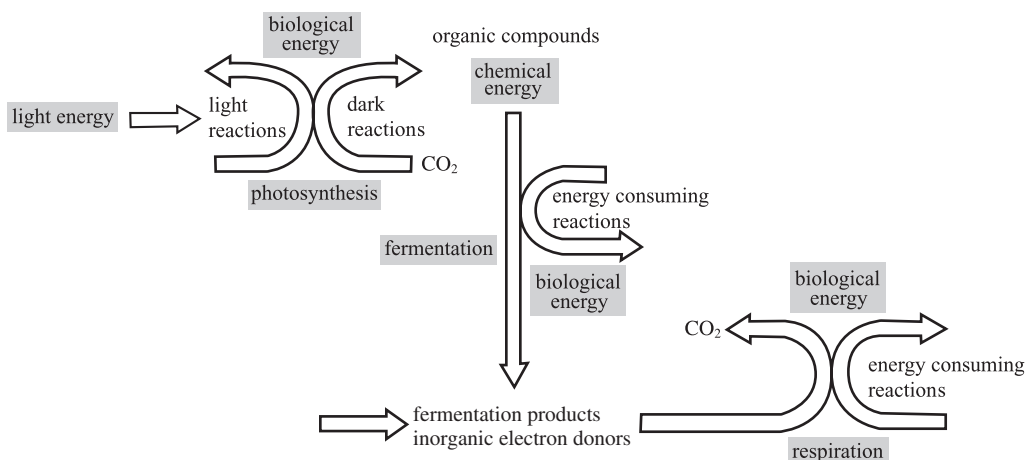 biological
energy
organic compounds
chemical
energy
light energy
light
reactions
dark
reactions
CO₂
photosynthesis
energy consuming
reactions
fermentation
biological
energy
biological
energy
CO₂
energy consuming
reactions
fermentation products
inorganic electron donors
respiration